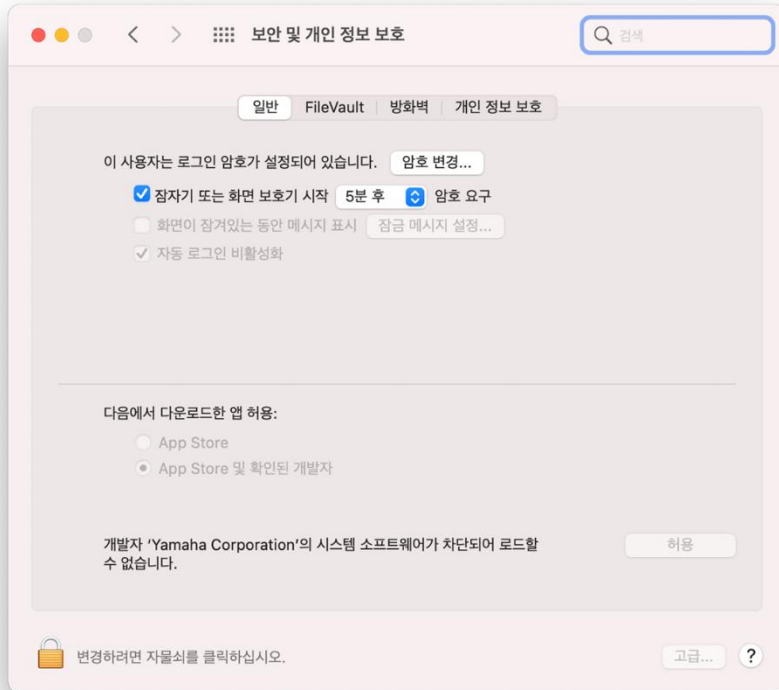 보안 및 개인 정보 보호
검색
일반 FileVault 방화벽 개인 정보 보호
이 사용자는 로그인 암호가 설정되어 있습니다. 암호 변경...
잠자기 또는 화면 보호기 시작 5분 후 암호 요구
화면이 잠겨있는 동안 메시지 표시 잠금 메시지 설정...
자동 로그인 비활성화
다음에서 다운로드한 앱 허용:
App Store
App Store 및 확인된 개발자
개발자 ‘Yamaha Corporation’의 시스템 소프트웨어가 차단되어 로드할
수 없습니다.
허용
변경하려면 자물쇠를 클릭하십시오.
고급... ?